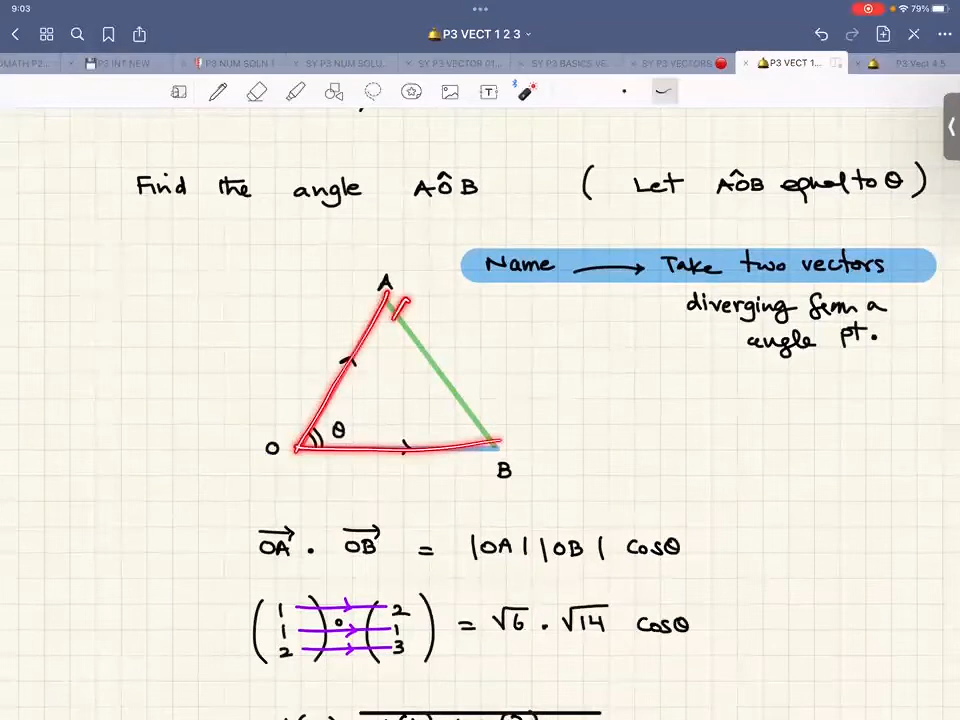 9:03
79%
🔔P3 VECT 1 2 3
OMATH P2...
P3 INT NEW
P3 NUM SOLN
SY P3 NUM SOLU...
SY P3 VECTOR 01...
SY P3 BASICS VE...
SY P3 VECTORS
🔔P3 VECT 1...
P3 Vect 4 5
Find the angle AÔB ( Let AÔB equal to θ )
Name ⟶ Take two vectors
diverging from a
angle pt.
A
θ
O
B
OA⃗ . OB⃗ = |OA| |OB| Cosθ
(1 1 2) . (2 1 3) = √6 . √14 Cosθ